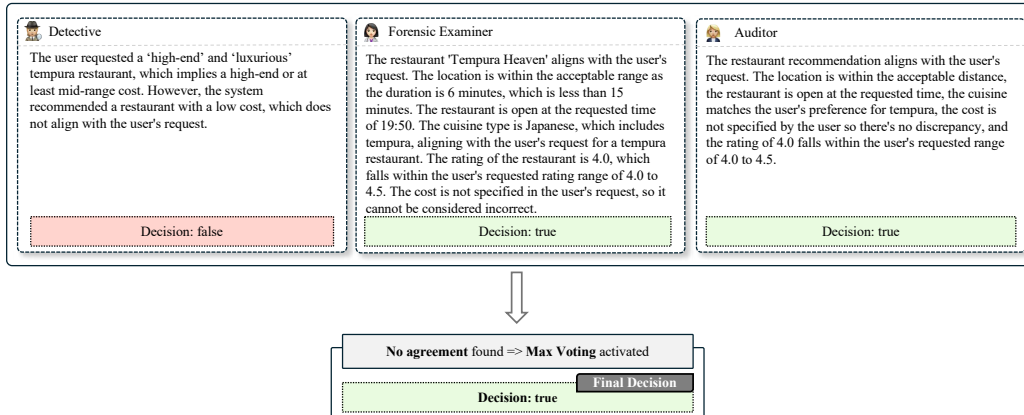 Detective
The user requested a ‘high-end’ and ‘luxurious’
tempura restaurant, which implies a high-end or at
least mid-range cost. However, the system
recommended a restaurant with a low cost, which does
not align with the user's request.
Decision: false
Forensic Examiner
The restaurant 'Tempura Heaven' aligns with the user's
request. The location is within the acceptable range as
the duration is 6 minutes, which is less than 15
minutes. The restaurant is open at the requested time
of 19:50. The cuisine type is Japanese, which includes
tempura, aligning with the user's request for a tempura
restaurant. The rating of the restaurant is 4.0, which
falls within the user's requested rating range of 4.0 to
4.5. The cost is not specified in the user's request, so it
cannot be considered incorrect.
Decision: true
Auditor
The restaurant recommendation aligns with the user's
request. The location is within the acceptable distance,
the restaurant is open at the requested time, the cuisine
matches the user's preference for tempura, the cost is
not specified by the user so there's no discrepancy, and
the rating of 4.0 falls within the user's requested range
of 4.0 to 4.5.
Decision: true
No agreement found => Max Voting activated
Final Decision
Decision: true